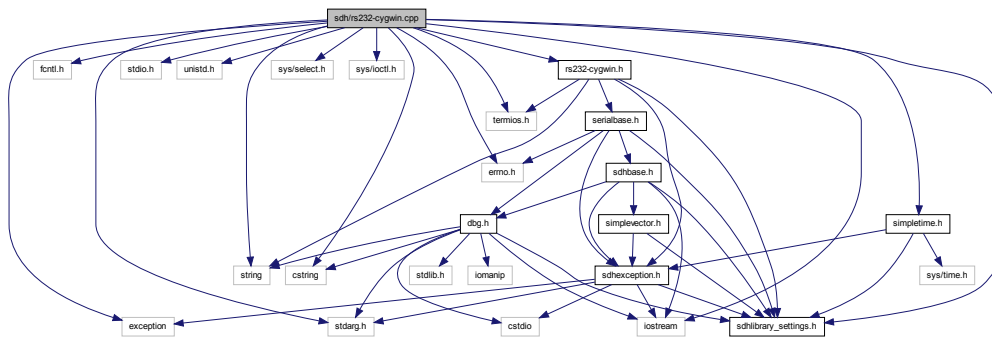 sdh/rs232-cygwin.cpp
fcntl.h
stdio.h
unistd.h
sys/select.h
sys/ioctl.h
rs232-cygwin.h
termios.h
serialbase.h
errno.h
sdhbase.h
dbg.h
simplevector.h
simpletime.h
string
cstring
stdlib.h
iomanip
sdhexception.h
sys/time.h
exception
stdarg.h
cstdio
iostream
sdhlibrary_settings.h